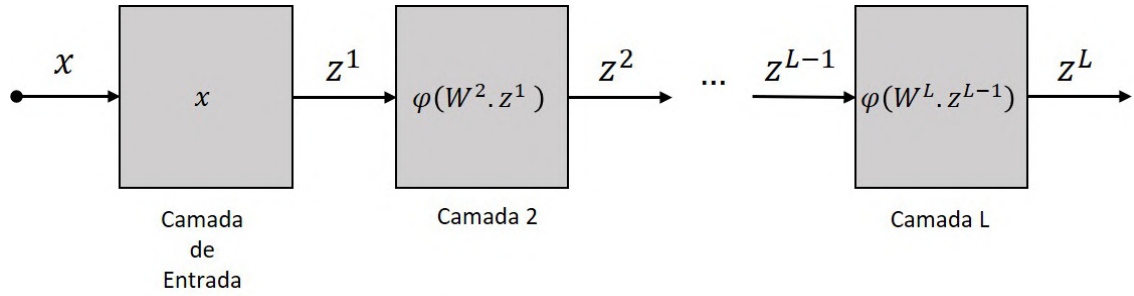 x
x
z^1
φ(W^2.z^1)
z^2
...
z^{L-1}
φ(W^L.z^{L-1})
z^L
Camada
de
Entrada
Camada 2
Camada L